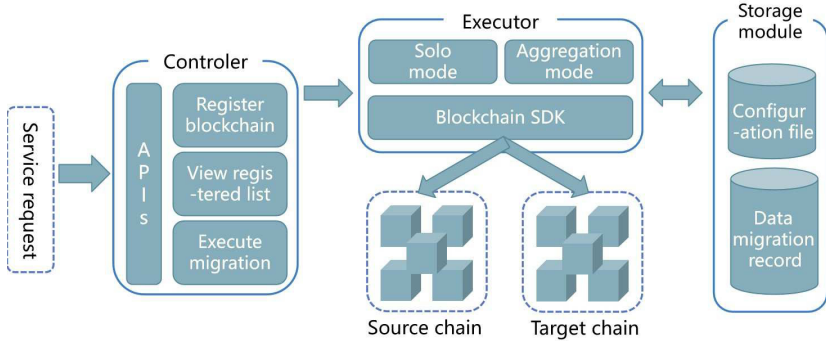 Service request
Controler
A
P
I
s
Register
blockchain
View regis
-tered list
Execute
migration
Executor
Solo
mode
Aggregation
mode
Blockchain SDK
Source chain
Target chain
Storage
module
Configur
-ation file
Data
migration
record